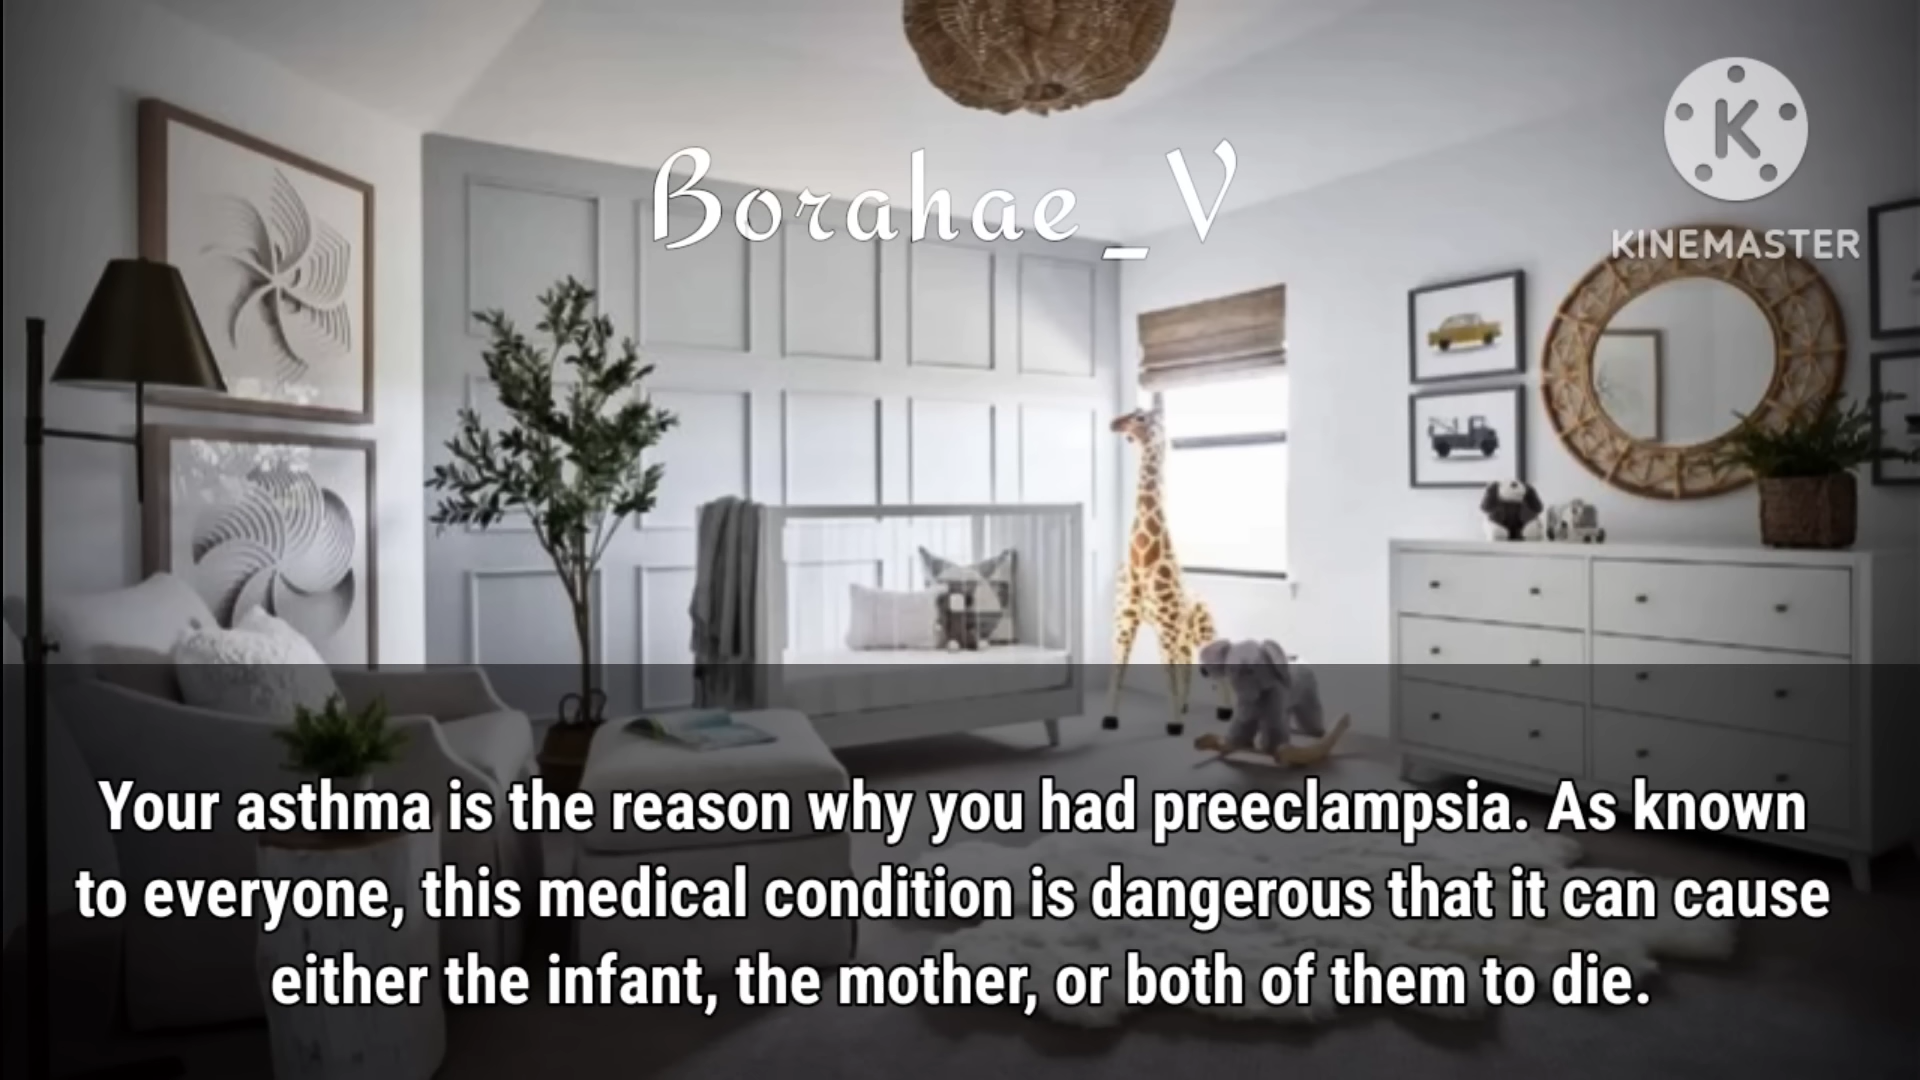 Borahae_V
K
KINEMASTER
Your asthma is the reason why you had preeclampsia. As known
to everyone, this medical condition is dangerous that it can cause
either the infant, the mother, or both of them to die.